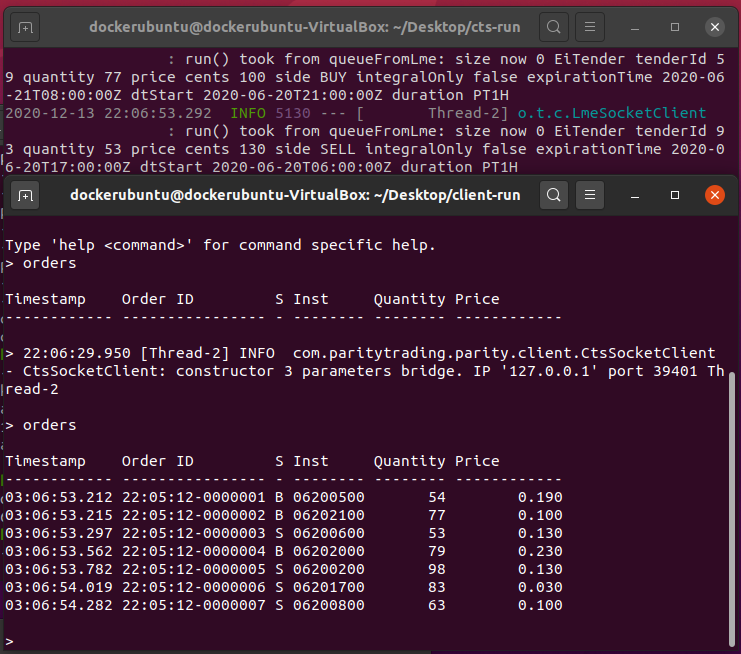 dockerubuntu@dockerubuntu-VirtualBox: ~/Desktop/cts-run
: run() took from queueFromLme: size now 0 EiTender tenderId 5
9 quantity 77 price cents 100 side BUY integralOnly false expirationTime 2020-06
-21T08:00:00Z dtStart 2020-06-20T21:00:00Z duration PT1H
2020-12-13 22:06:53.292  INFO 5130 --- [       Thread-2] o.t.c.LmeSocketClient
: run() took from queueFromLme: size now 0 EiTender tenderId 9
3 quantity 53 price cents 130 side SELL integralOnly false expirationTime 2020-0
6-20T17:00:00Z dtStart 2020-06-20T06:00:00Z duration PT1H
dockerubuntu@dockerubuntu-VirtualBox: ~/Desktop/client-run
Type 'help <command>' for command specific help.
> orders
Timestamp    Order ID         S Inst     Quantity Price
------------ ---------------- - -------- -------- ------------
> 22:06:29.950 [Thread-2] INFO  com.paritytrading.parity.client.CtsSocketClient
- CtsSocketClient: constructor 3 parameters bridge. IP '127.0.0.1' port 39401 Th
read-2
> orders
Timestamp    Order ID         S Inst     Quantity Price
------------ ---------------- - -------- -------- ------------
03:06:53.212 22:05:12-0000001 B 06200500       54        0.190
03:06:53.215 22:05:12-0000002 B 06202100       77        0.100
03:06:53.297 22:05:12-0000003 S 06200600       53        0.130
03:06:53.562 22:05:12-0000004 B 06202000       79        0.230
03:06:53.782 22:05:12-0000005 S 06200200       98        0.130
03:06:54.019 22:05:12-0000006 S 06201700       83        0.030
03:06:54.282 22:05:12-0000007 S 06200800       63        0.100
>